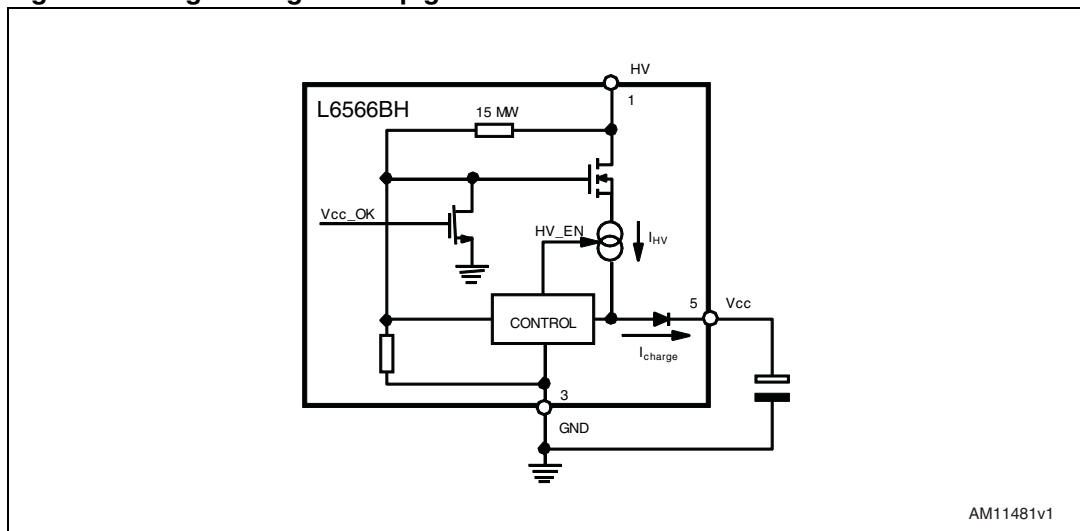 HV
1
L6566BH
15 MW
Vcc_OK
HV_EN
I_HV
5
Vcc
CONTROL
I_charge
3
GND
AM11481v1